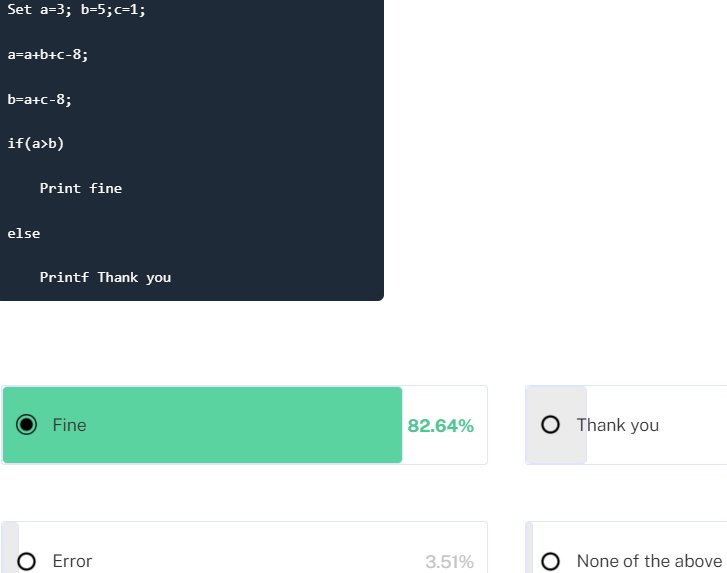 Set a=3; b=5;c=1;
a=a+b+c-8;
b=a+c-8;
if(a>b)
Print fine
else
Printf Thank you
Fine 82.64%
Thank you
Error 3.51%
None of the above